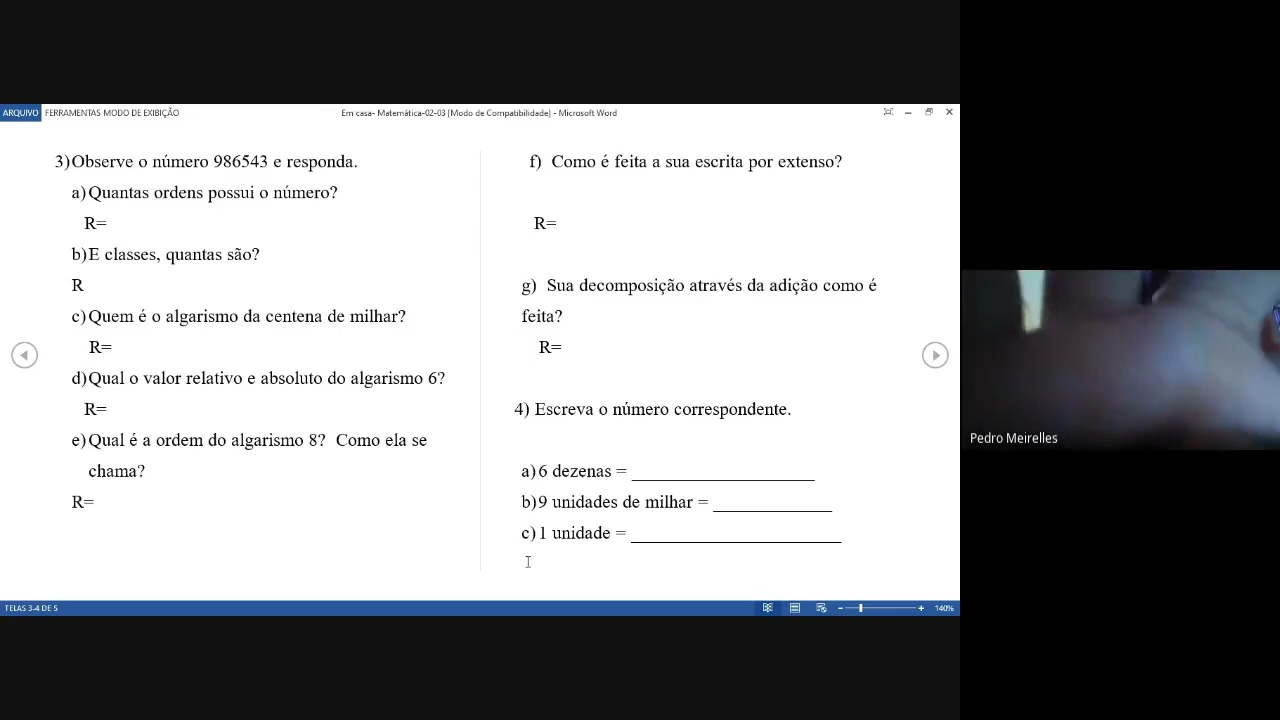 ARQUIVO FERRAMENTAS MODO DE EXIBIÇÃO
Em casa- Matemática-02-03 [Modo de Compatibilidade] - Microsoft Word
3)Observe o número 986543 e responda.
a)Quantas ordens possui o número?
R=
b)E classes, quantas são?
R
c)Quem é o algarismo da centena de milhar?
R=
d)Qual o valor relativo e absoluto do algarismo 6?
R=
e)Qual é a ordem do algarismo 8? Como ela se
chama?
R=
f) Como é feita a sua escrita por extenso?
R=
g) Sua decomposição através da adição como é
feita?
R=
4) Escreva o número correspondente.
a)6 dezenas = ____________________
b)9 unidades de milhar = _____________
c)1 unidade = _______________________
Pedro Meirelles
TELAS 3-4 DE 5
140%